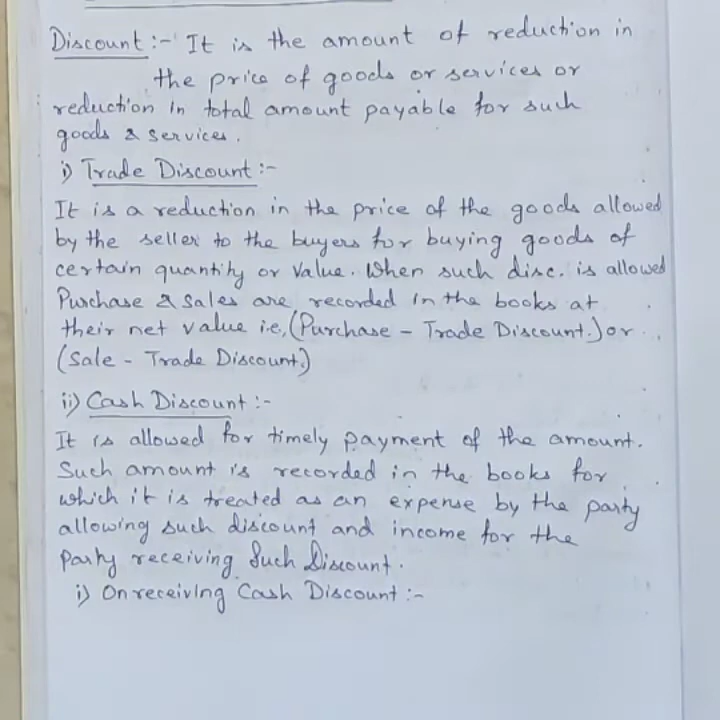 Discount :- It is the amount of reduction in
the price of goods or services or
reduction in total amount payable for such
goods & services.
i) Trade Discount :-
It is a reduction in the price of the goods allowed
by the seller to the buyers for buying goods of
certain quantity or value. When such disc. is allowed
Purchase & Sales are recorded in the books at
their net value i.e, (Purchase - Trade Discount.) or
(Sale - Trade Discount.)
ii) Cash Discount :-
It is allowed for timely payment of the amount.
Such amount is recorded in the books for
which it is treated as an expense by the party
allowing such discount and income for the
Party receiving Such Discount.
i) On receiving Cash Discount :-